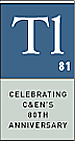 Tl
81
CELEBRATING
C&EN'S
80TH
ANNIVERSARY